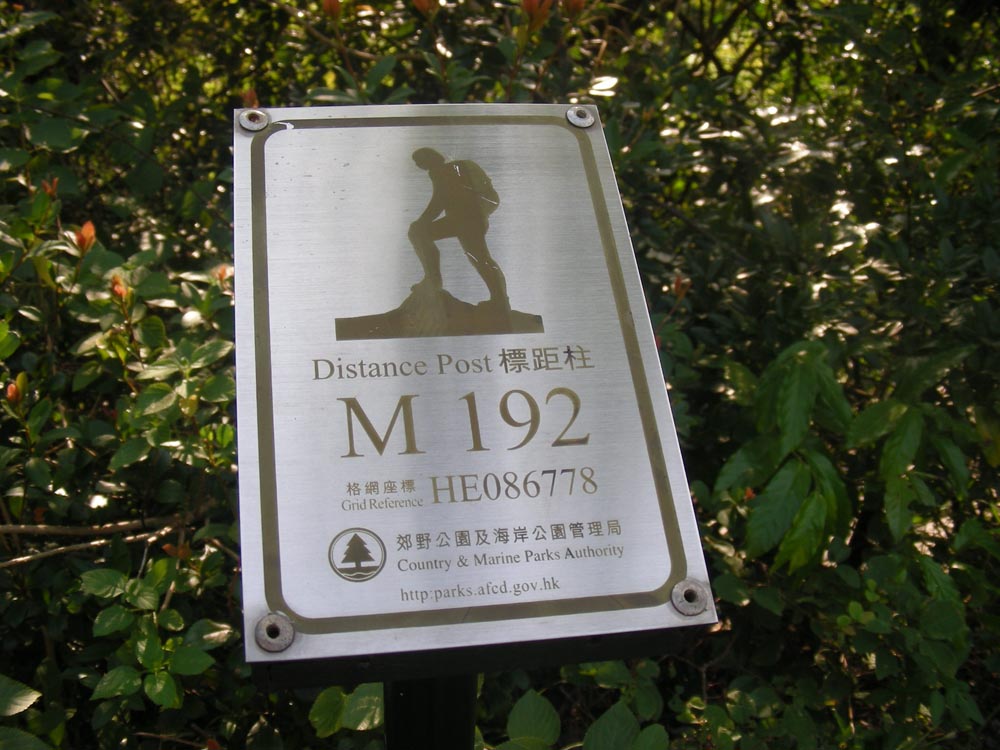 Distance Post 標距柱
M 192
格網座標
Grid Reference HE086778
郊野公園及海岸公園管理局
Country & Marine Parks Authority
http:parks.afcd.gov.hk